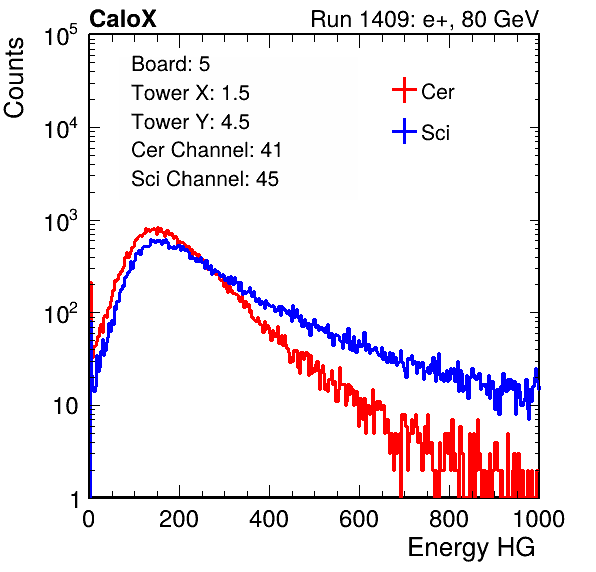 CaloX Run 1409: e+, 80 GeV
Counts
Board: 5
Tower X: 1.5
Tower Y: 4.5
Cer Channel: 41
Sci Channel: 45
Cer
Sci
10^5
10^4
10^3
10^2
10
1
0 200 400 600 800 1000
Energy HG